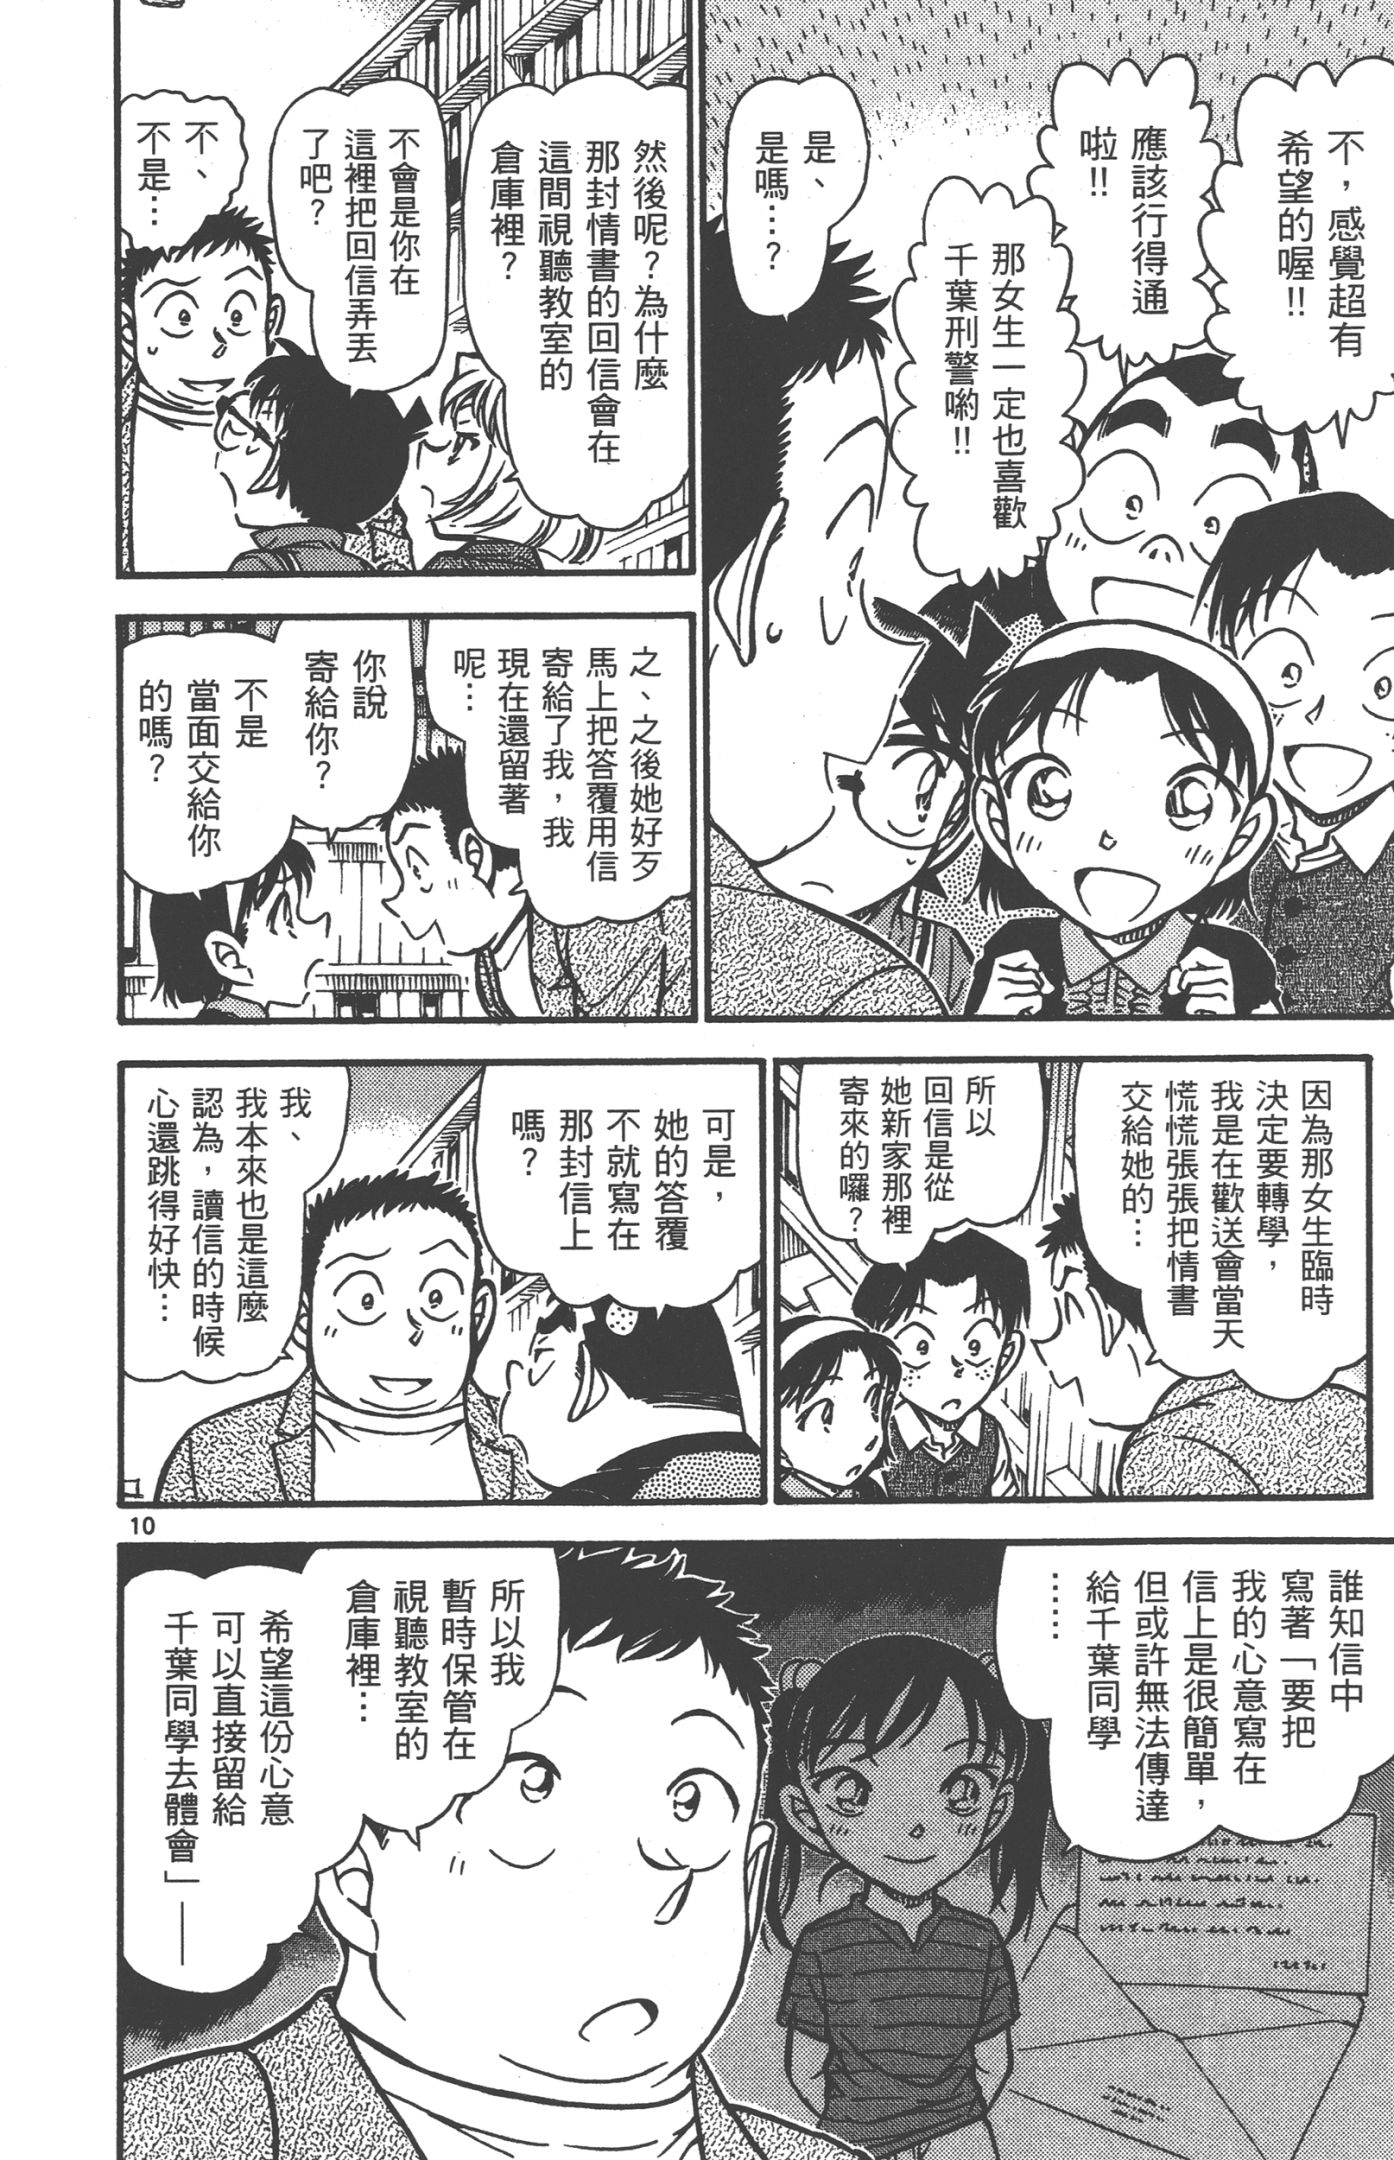 不，感覺超有
希望的喔!!
應該行得通
啦!!
那女生一定也喜歡
千葉刑警喲!!
是、
是嗎…？
然後呢？為什麼
那封情書的回信會在
這間視聽教室的
倉庫裡？
不會是你在
這裡把回信弄丟
了吧？
不、
不是…
之、之後她好歹
馬上把答覆用信
寄給了我，我
現在還留著
呢…
你說
寄給你？
不是
當面交給你
的嗎？
因為那女生臨時
決定要轉學，
我是在歡送會當天
慌慌張張把情書
交給她的…
所以
回信是從
她新家那裡
寄來的囉？
可是，
她的答覆
不就寫在
那封信上
嗎？
我、
我本來也是這麼
認為，讀信的時候
心還跳得好快…
誰知信中
寫著「要把
我的心意寫在
信上是很簡單，
但或許無法傳達
給千葉同學
……
所以我
暫時保管在
視聽教室的
倉庫裡…
希望這份心意
可以直接留給
千葉同學去體會」——
10